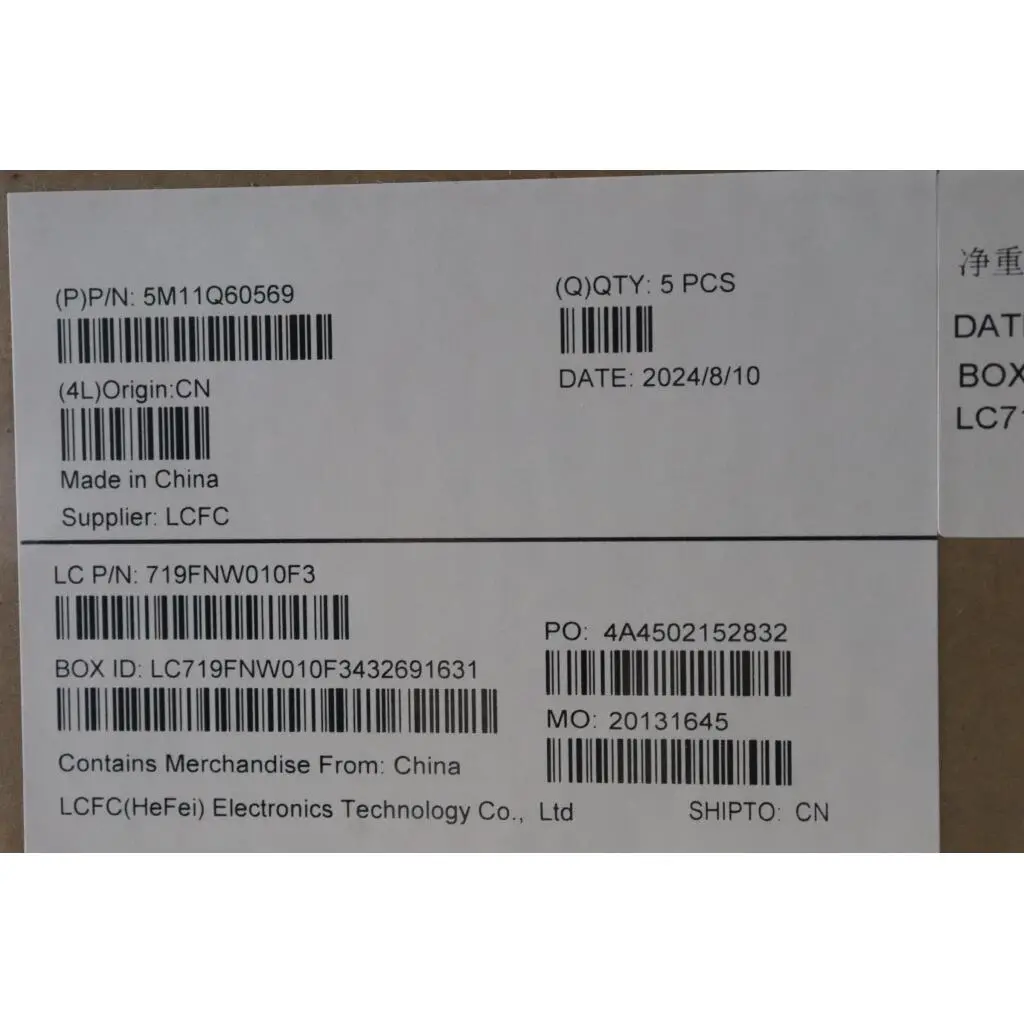 (P)P/N: 5M11Q60569
(Q)QTY: 5 PCS
(4L)Origin:CN
DATE: 2024/8/10
Made in China
Supplier: LCFC
LC P/N: 719FNW010F3
PO: 4A4502152832
BOX ID: LC719FNW010F3432691631
MO: 20131645
Contains Merchandise From: China
LCFC(HeFei) Electronics Technology Co., Ltd
SHIPTO: CN
净重
DAT
BOX
LC71